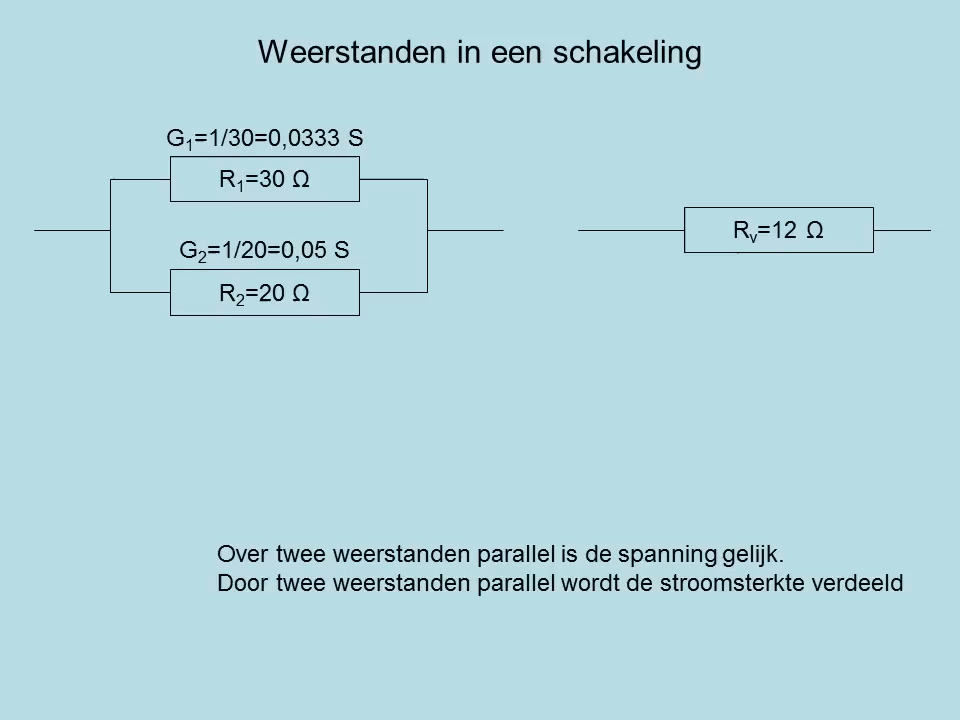 Weerstanden in een schakeling
G₁=1/30=0,0333 S
R₁=30 Ω
Rᵥ=12 Ω
G₂=1/20=0,05 S
R₂=20 Ω
Over twee weerstanden parallel is de spanning gelijk.
Door twee weerstanden parallel wordt de stroomsterkte verdeeld